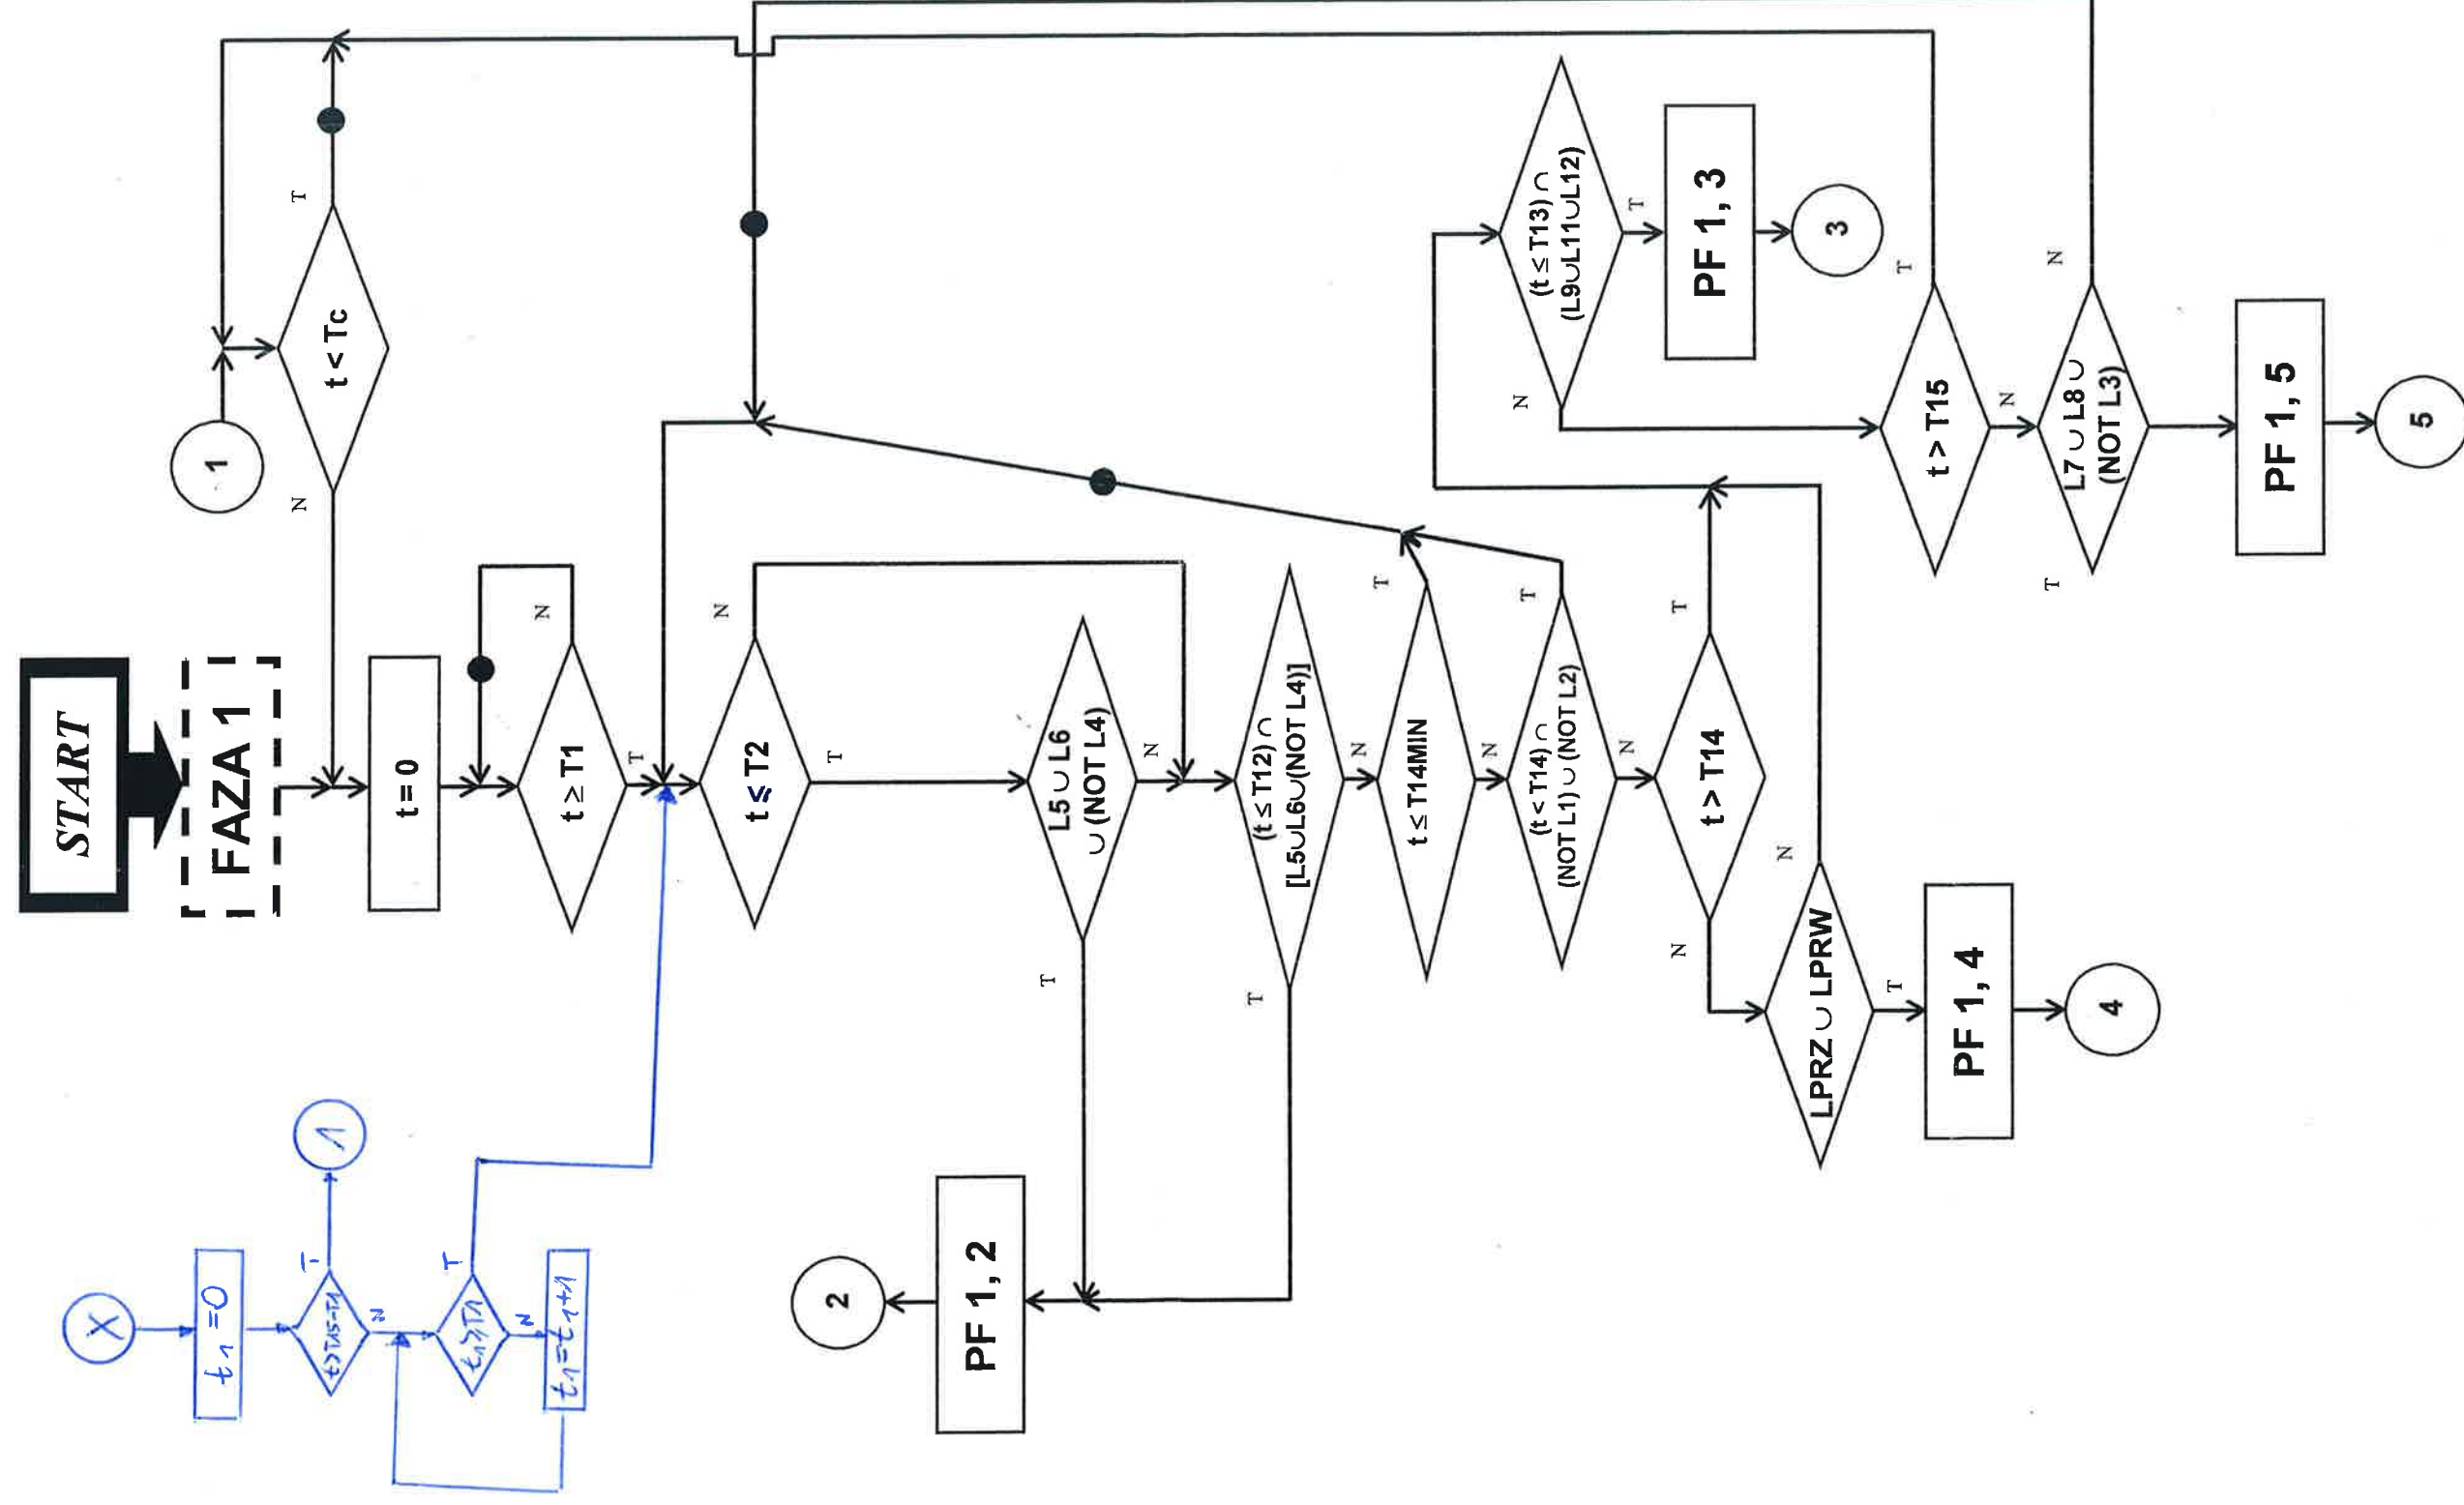 START
FAZA 1
t = 0
t ≥ T1
N
T
t ≤ T2
N
T
L5 ∪ L6
∪ (NOT L4)
T
N
(t ≤ T12) ∩
[L5∪L6∪(NOT L4)]
T
N
t ≤ T14MIN
T
N
(t < T14) ∩
(NOT L1) ∪ (NOT L2)
T
N
t > T14
N
T
LPRZ ∪ LPRW
N
T
PF 1, 4
4
PF 1, 2
2
1
t < Tc
N
T
(t ≤ T13) ∩
(L9∪L11∪L12)
N
T
PF 1, 3
3
t > T15
T
N
L7 ∪ L8 ∪
(NOT L3)
T
N
PF 1, 5
5
X
t1 = 0
t>T15-T1
T
N
1
t1≥T1
T
N
t1=t1+1